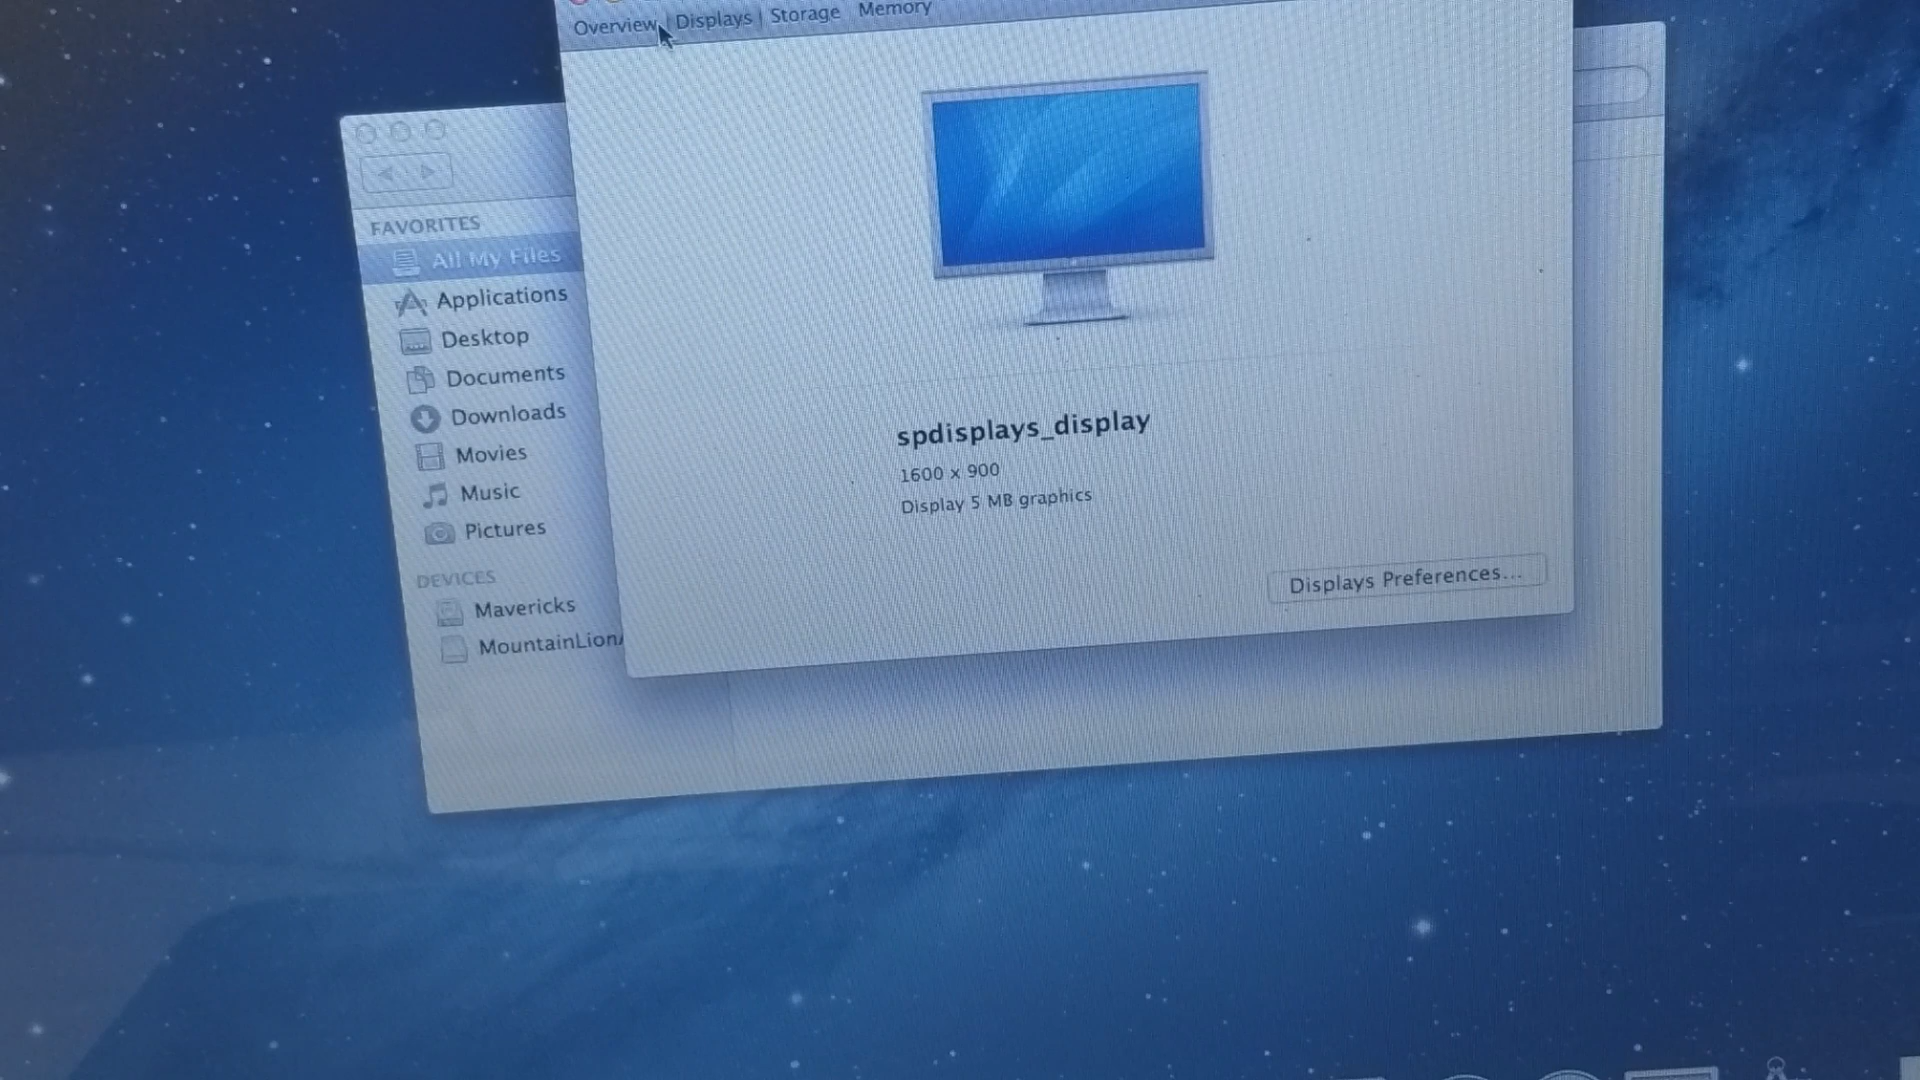 Overview Displays Storage Memory
FAVORITES
All My Files
Applications
Desktop
Documents
Downloads
Movies
Music
Pictures
DEVICES
Mavericks
MountainLion
spdisplays_display
1600 x 900
Display 5 MB graphics
Displays Preferences...